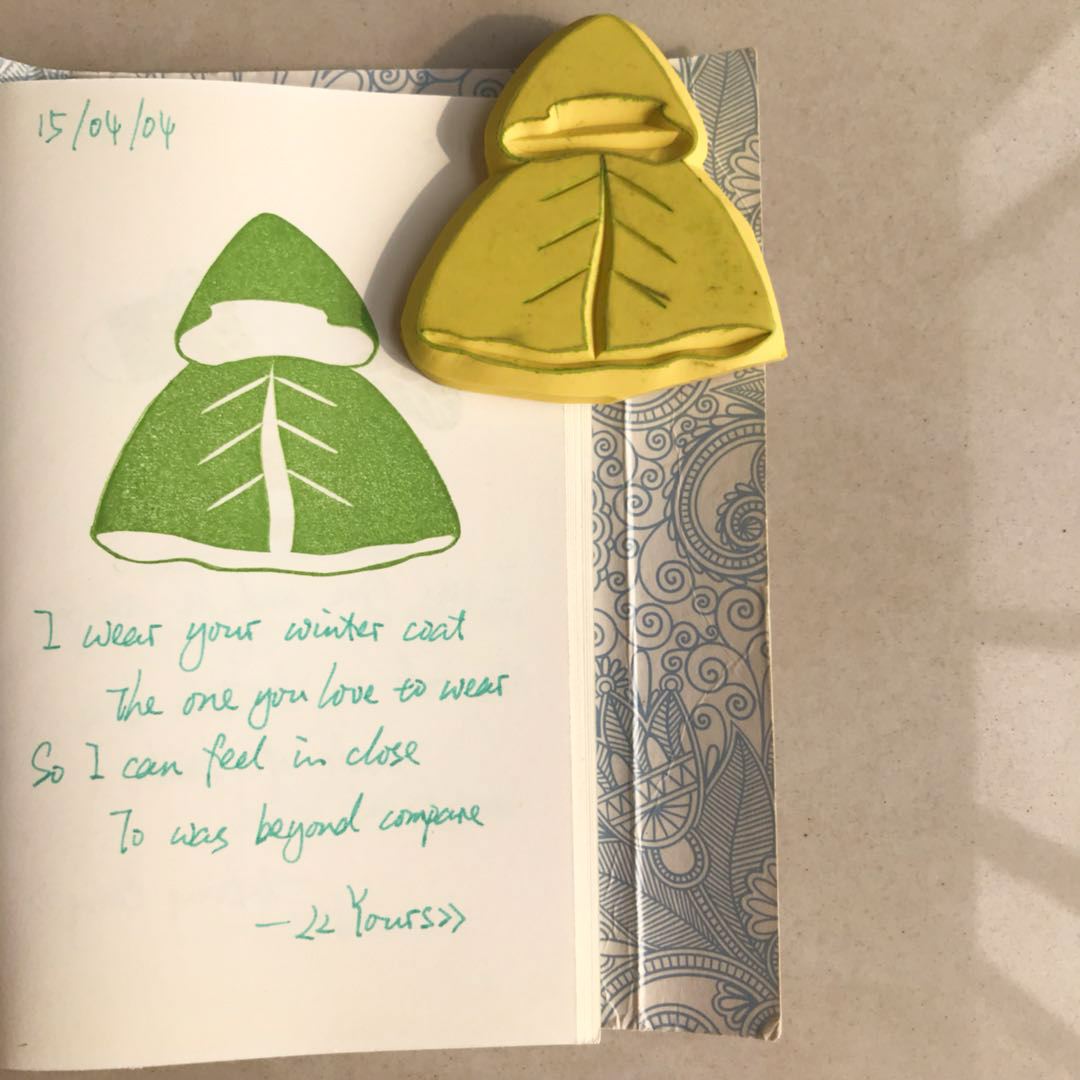 15/04/04
I wear your winter coat
The one you love to wear
So I can feel in close
To was beyond compare
—《Yours》